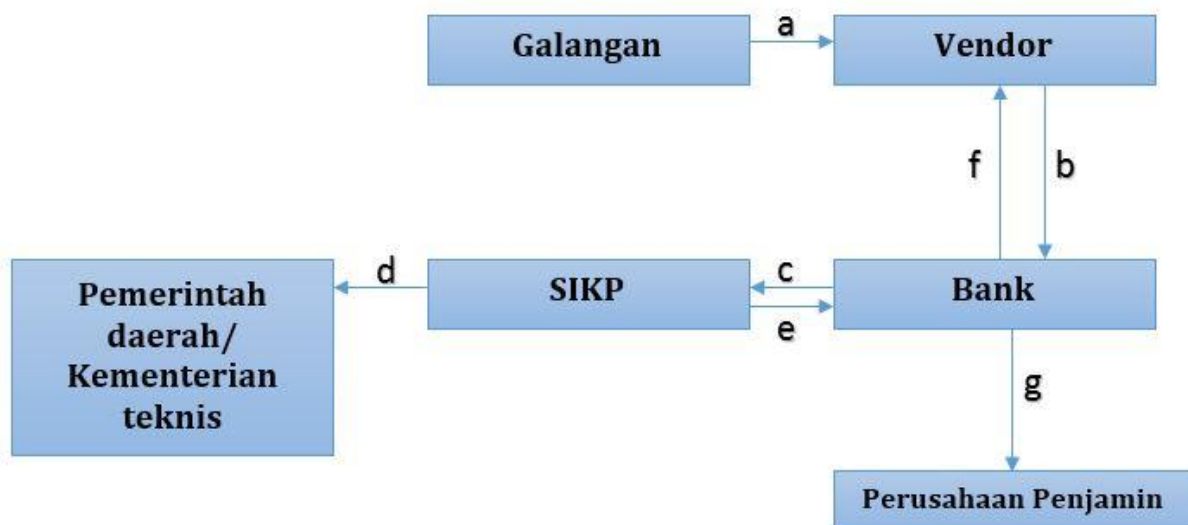 Galangan
a
Vendor
f
b
Pemerintah
daerah/
Kementerian
teknis
d
SIKP
c
e
Bank
g
Perusahaan Penjamin